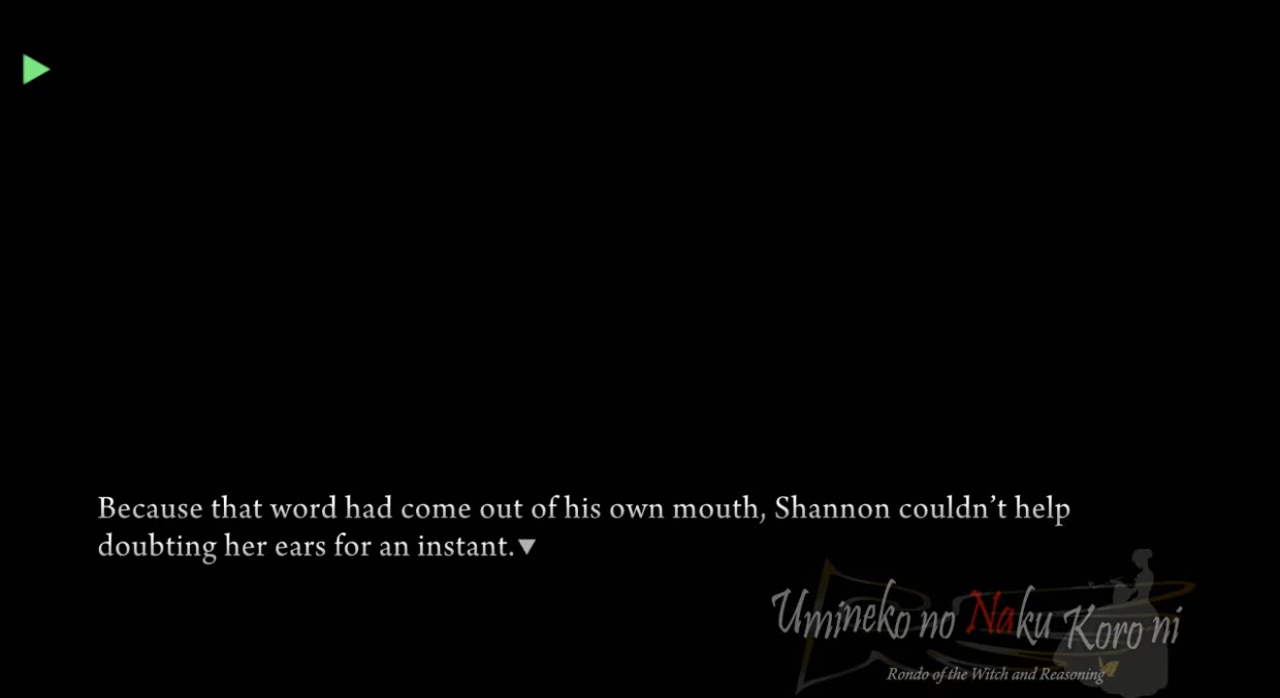 Because that word had come out of his own mouth, Shannon couldn't help
doubting her ears for an instant.
Umineko no Naku Koro ni
Rondo of the Witch and Reasoning